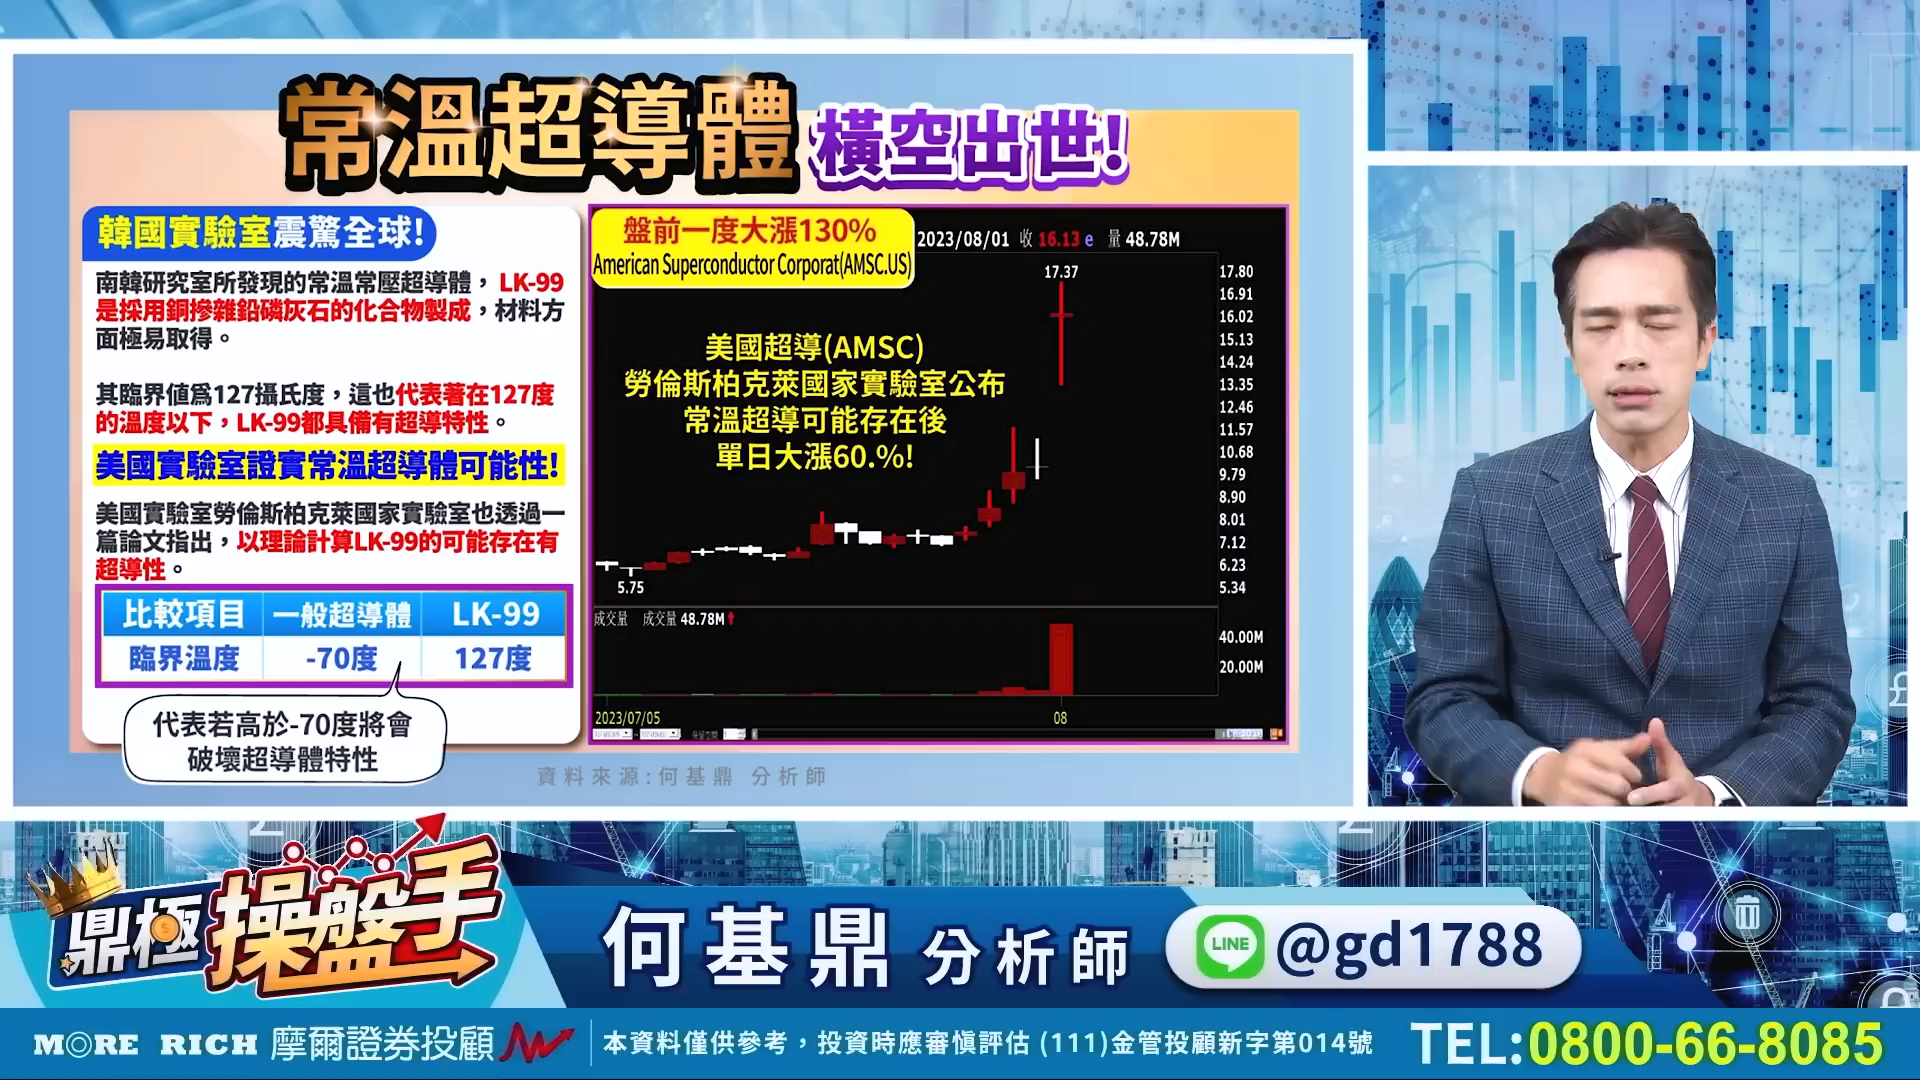 常溫超導體 橫空出世!
韓國實驗室震驚全球!
南韓研究室所發現的常溫常壓超導體，LK-99
是採用銅摻雜鉛磷灰石的化合物製成，材料方
面極易取得。
其臨界值為127攝氏度，這也代表著在127度
的溫度以下，LK-99都具備有超導特性。
美國實驗室證實常溫超導體可能性!
美國實驗室勞倫斯柏克萊國家實驗室也透過一
篇論文指出，以理論計算LK-99的可能存在有
超導性。
比較項目 一般超導體 LK-99
臨界溫度 -70度 127度
代表若高於-70度將會
破壞超導體特性
盤前一度大漲130%
American Superconductor Corporat(AMSC.US)
2023/08/01 收 16.13 e 量 48.78M
美國超導(AMSC)
勞倫斯柏克萊國家實驗室公布
常溫超導可能存在後
單日大漲60.%!
17.37
5.75
17.80
16.91
16.02
15.13
14.24
13.35
12.46
11.57
10.68
9.79
8.90
8.01
7.12
6.23
5.34
成交量 成交量 48.78M
40.00M
20.00M
2023/07/05 08
資料來源:何基鼎 分析師
鼎極操盤手
何基鼎 分析師
LINE @gd1788
MORE RICH 摩爾證券投顧
本資料僅供參考，投資時應審慎評估 (111)金管投顧新字第014號
TEL:0800-66-8085